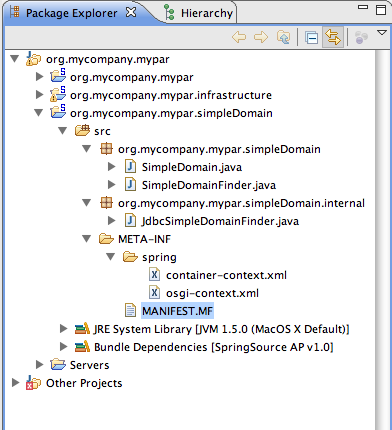 Package Explorer Hierarchy
org.mycompany.mypar
org.mycompany.mypar
org.mycompany.mypar.infrastructure
org.mycompany.mypar.simpleDomain
src
org.mycompany.mypar.simpleDomain
SimpleDomain.java
SimpleDomainFinder.java
org.mycompany.mypar.simpleDomain.internal
JdbcSimpleDomainFinder.java
META-INF
spring
container-context.xml
osgi-context.xml
MANIFEST.MF
JRE System Library [JVM 1.5.0 (MacOS X Default)]
Bundle Dependencies [SpringSource AP v1.0]
Servers
Other Projects